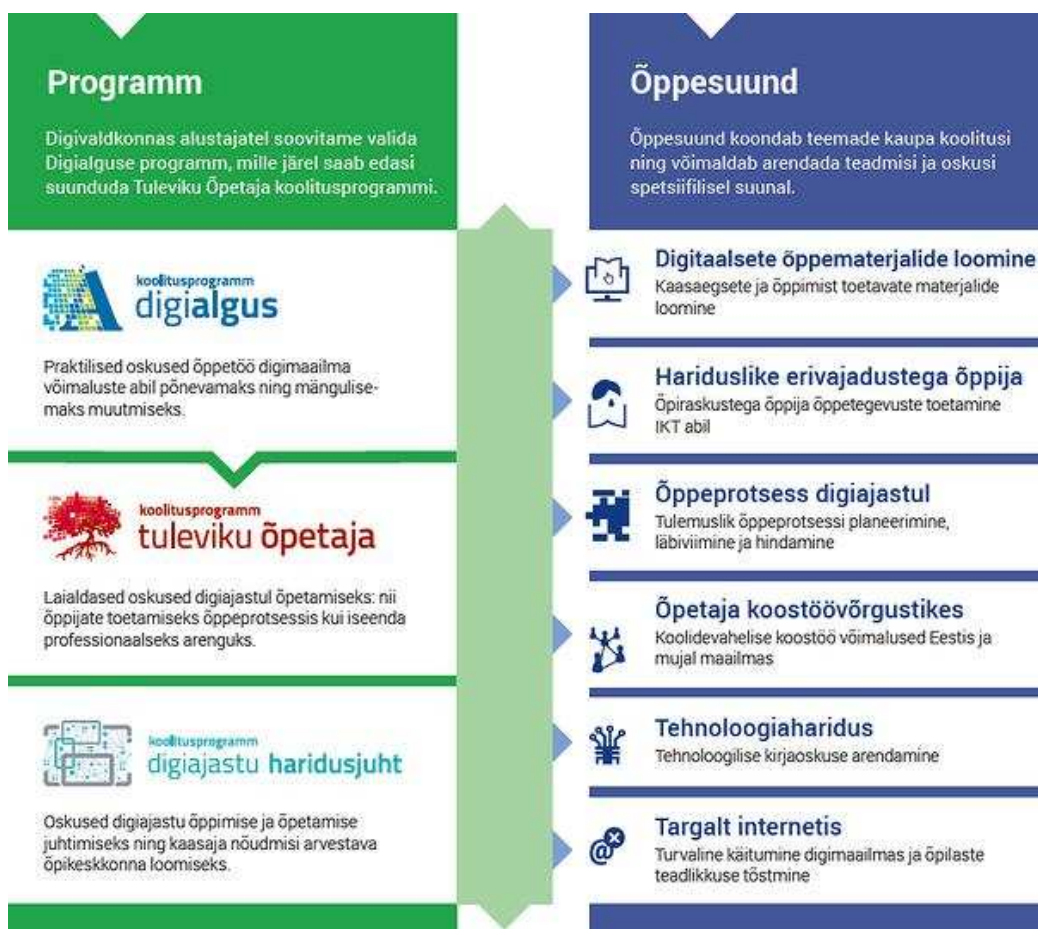 Programm
Digivaldkonnas alustajatel soovitame valida
Digialguse programm, mille järel saab edasi
suunduda Tuleviku Õpetaja koolitusprogrammi.
koolitusprogramm
digialgus
Praktilised oskused õppetöö digimaailma
võimaluste abil põnevamaks ning mängulise-
maks muutmiseks.
koolitusprogramm
tuleviku õpetaja
Laialdased oskused digiajastul õpetamiseks: nii
õppijate toetamiseks õppeprotsessis kui iseenda
professionaalseks arenguks.
koolitusprogramm
digiajastu haridusjuht
Oskused digiajastu õppimise ja õpetamise
juhtimiseks ning kaasaja nõudmisi arvestava
õpikeskkonna loomiseks.
Õppesuund
Õppesuund koondab teemade kaupa koolitusi
ning võimaldab arendada teadmisi ja oskusi
spetsiifilisel suunal.
Digitaalsete õppematerjalide loomine
Kaasaegsete ja õppimist toetavate materjalide
loomine
Hariduslike erivajadustega õppija
Õpiraskustega õppija õppetegevuste toetamine
IKT abil
Õppeprotsess digiajastul
Tulemuslik õppeprotsessi planeerimine,
läbiviimine ja hindamine
Õpetaja koostöövõrgustikes
Koolidevahelise koostöö võimalused Eestis ja
mujal maailmas
Tehnoloogiaharidus
Tehnoloogilise kirjaoskuse arendamine
Targalt internetis
Turvaline käitumine digimaailmas ja õpilaste
teadlikkuse tõstmine